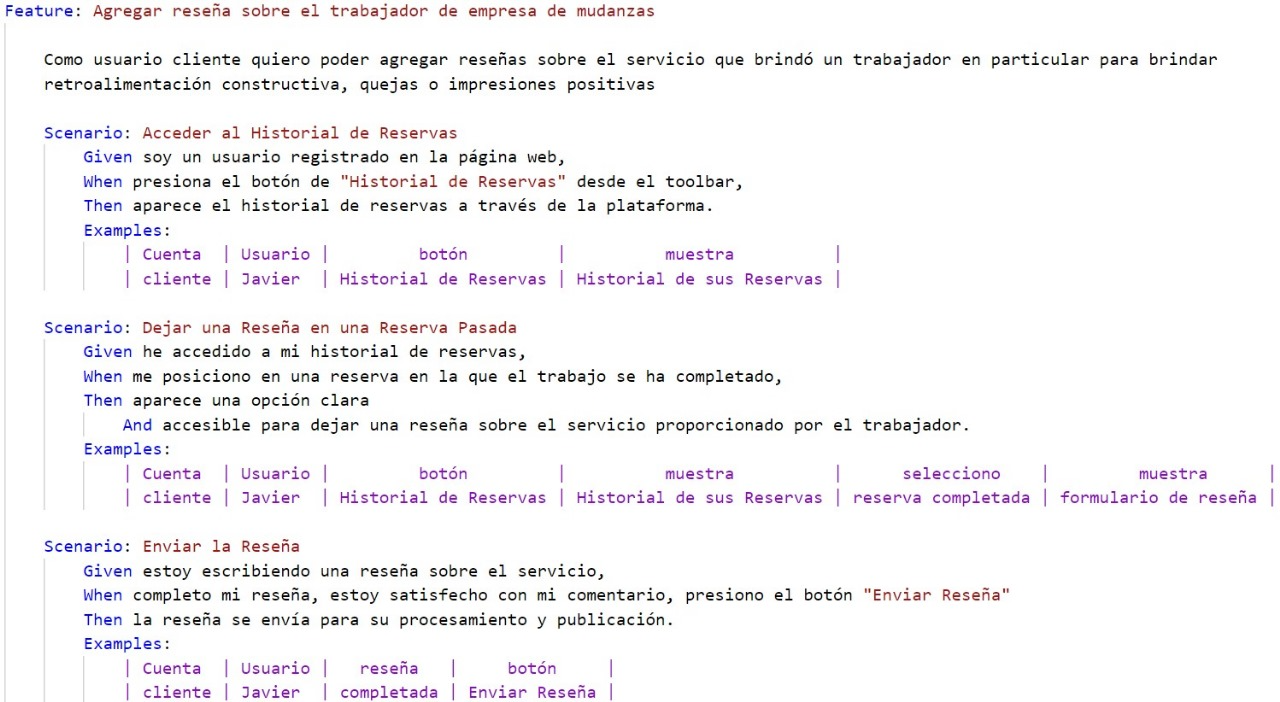 Feature: Agregar reseña sobre el trabajador de empresa de mudanzas
Como usuario cliente quiero poder agregar reseñas sobre el servicio que brindó un trabajador en particular para brindar
retroalimentación constructiva, quejas o impresiones positivas
Scenario: Acceder al Historial de Reservas
Given soy un usuario registrado en la página web,
When presiona el botón de "Historial de Reservas" desde el toolbar,
Then aparece el historial de reservas a través de la plataforma.
Examples:
| Cuenta | Usuario | botón | muestra |
| cliente | Javier | Historial de Reservas | Historial de sus Reservas |
Scenario: Dejar una Reseña en una Reserva Pasada
Given he accedido a mi historial de reservas,
When me posiciono en una reserva en la que el trabajo se ha completado,
Then aparece una opción clara
And accesible para dejar una reseña sobre el servicio proporcionado por el trabajador.
Examples:
| Cuenta | Usuario | botón | muestra | selecciono | muestra |
| cliente | Javier | Historial de Reservas | Historial de sus Reservas | reserva completada | formulario de reseña |
Scenario: Enviar la Reseña
Given estoy escribiendo una reseña sobre el servicio,
When completo mi reseña, estoy satisfecho con mi comentario, presiono el botón "Enviar Reseña"
Then la reseña se envía para su procesamiento y publicación.
Examples:
| Cuenta | Usuario | reseña | botón |
| cliente | Javier | completada | Enviar Reseña |